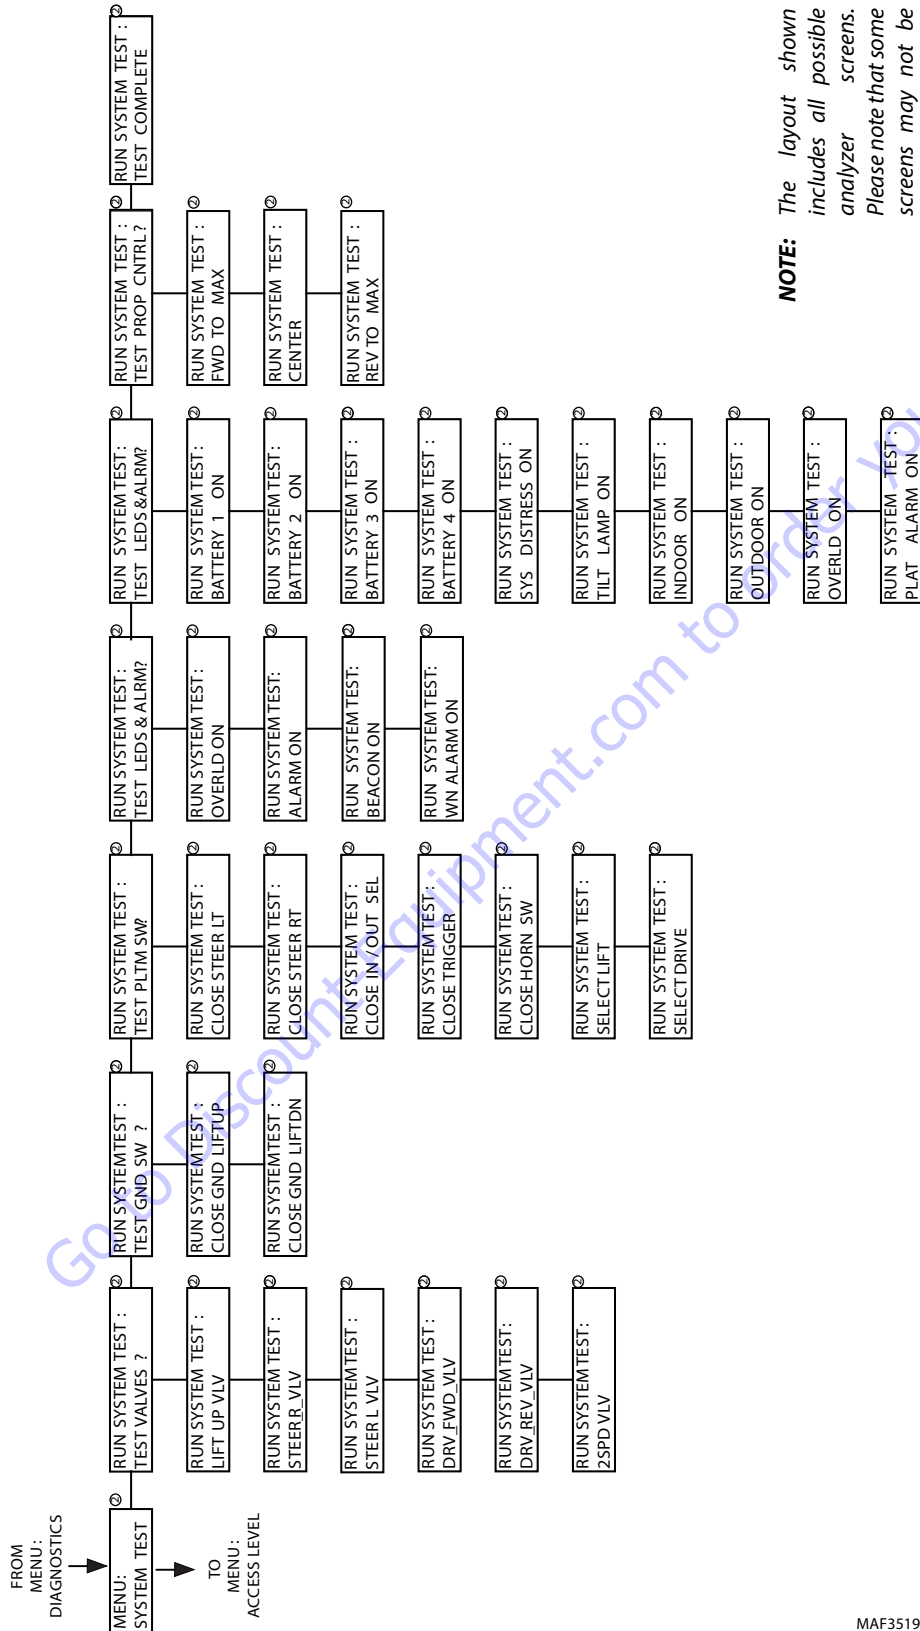 FROM
MENU:
DIAGNOSTICS
MENU:
SYSTEM TEST
TO
MENU:
ACCESS LEVEL
RUN SYSTEM TEST :
TEST VALVES ?
RUN SYSTEM TEST :
LIFT UP VLV
RUN SYSTEM TEST :
STEER_R_VLV
RUN SYSTEM TEST :
STEER L VLV
RUN SYSTEM TEST :
DRV_FWD_VLV
RUN SYSTEM TEST:
DRV_REV_VLV
RUN SYSTEM TEST:
2SPD VLV
RUN SYSTEMTEST :
TEST GND SW ?
RUN SYSTEMTEST :
CLOSE GND LIFTUP
RUN SYSTEMTEST :
CLOSE GND LIFTDN
RUN SYSTEM TEST :
TEST PLTM SW?
RUN SYSTEM TEST :
CLOSE STEER LT
RUN SYSTEM TEST :
CLOSE STEER RT
RUN SYSTEM TEST:
CLOSE IN / OUT SEL
RUN SYSTEM TEST :
CLOSE TRIGGER
RUN SYSTEM TEST :
CLOSE HORN SW
RUN SYSTEM TEST :
SELECT LIFT
RUN SYSTEM TEST :
SELECT DRIVE
RUN SYSTEM TEST :
TEST LEDS & ALRM?
RUN SYSTEM TEST :
OVERLD ON
RUN SYSTEM TEST:
ALARM ON
RUN SYSTEM TEST:
BEACON ON
RUN SYSTEM TEST:
WN ALARM ON
RUN SYSTEM TEST:
TEST LEDS &ALRM?
RUN SYSTEM TEST:
BATTERY 1 ON
RUN SYSTEM TEST:
BATTERY 2 ON
RUN SYSTEM TEST :
BATTERY 3 ON
RUN SYSTEM TEST :
BATTERY 4 ON
RUN SYSTEM TEST :
SYS DISTRESS ON
RUN SYSTEM TEST :
TILT LAMP ON
RUN SYSTEM TEST :
INDOOR ON
RUN SYSTEM TEST :
OUTDOOR ON
RUN SYSTEM TEST :
OVERLD ON
RUN SYSTEM TEST :
PLAT ALARM ON
RUN SYSTEM TEST :
TEST PROP CNTRL ?
RUN SYSTEM TEST :
FWD TO MAX
RUN SYSTEM TEST :
CENTER
RUN SYSTEM TEST :
REV TO MAX
RUN SYSTEM TEST :
TEST COMPLETE
NOTE: The layout shown
includes all possible
analyzer screens.
Please note that some
screens may not be
MAF3519
Go to Discount-Equipment.com to order you